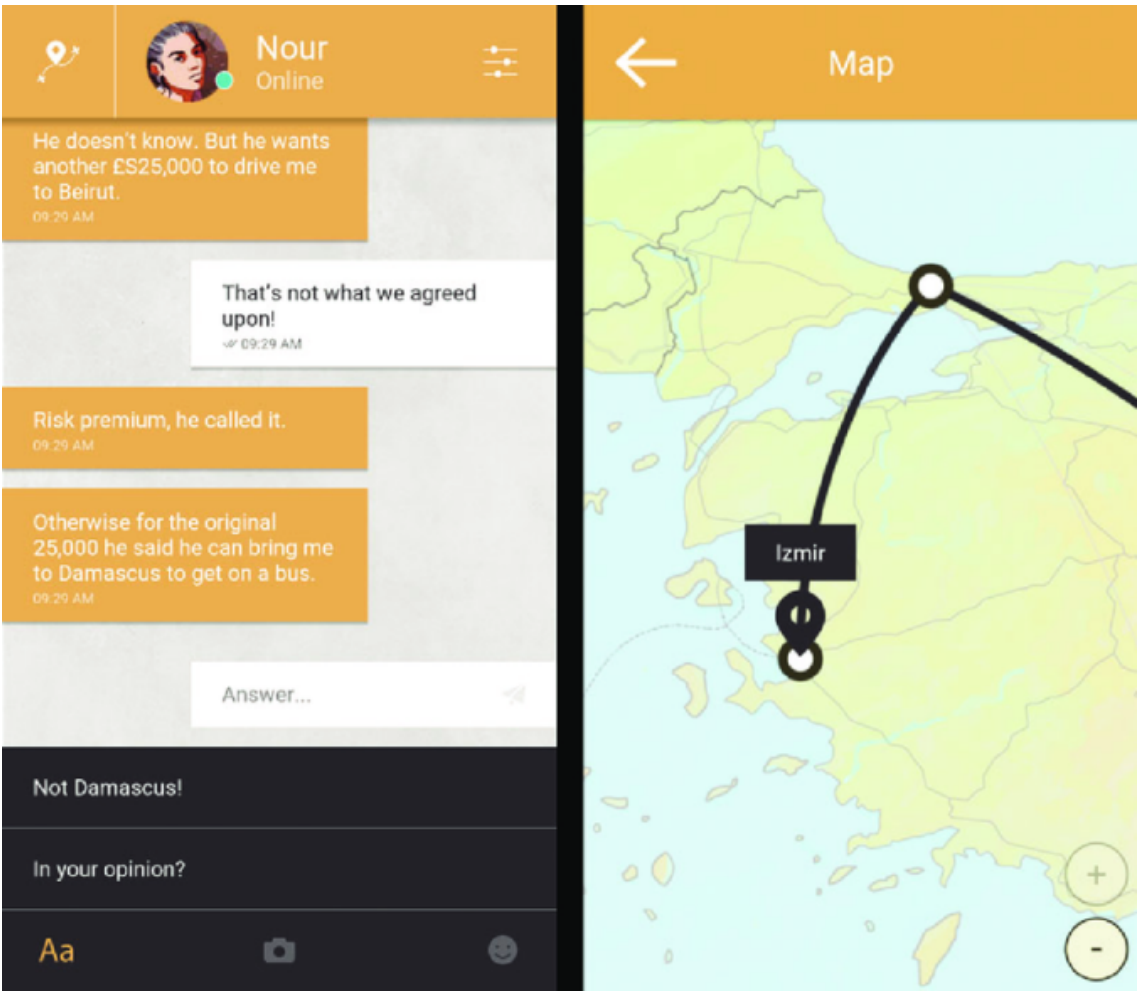 Nour
Online
He doesn't know. But he wants
another £S25,000 to drive me
to Beirut.
09:29 AM
That's not what we agreed
upon!
09:29 AM
Risk premium, he called it.
09:29 AM
Otherwise for the original
25,000 he said he can bring me
to Damascus to get on a bus.
09:29 AM
Answer...
Not Damascus!
In your opinion?
Aa
Map
Izmir
+
-